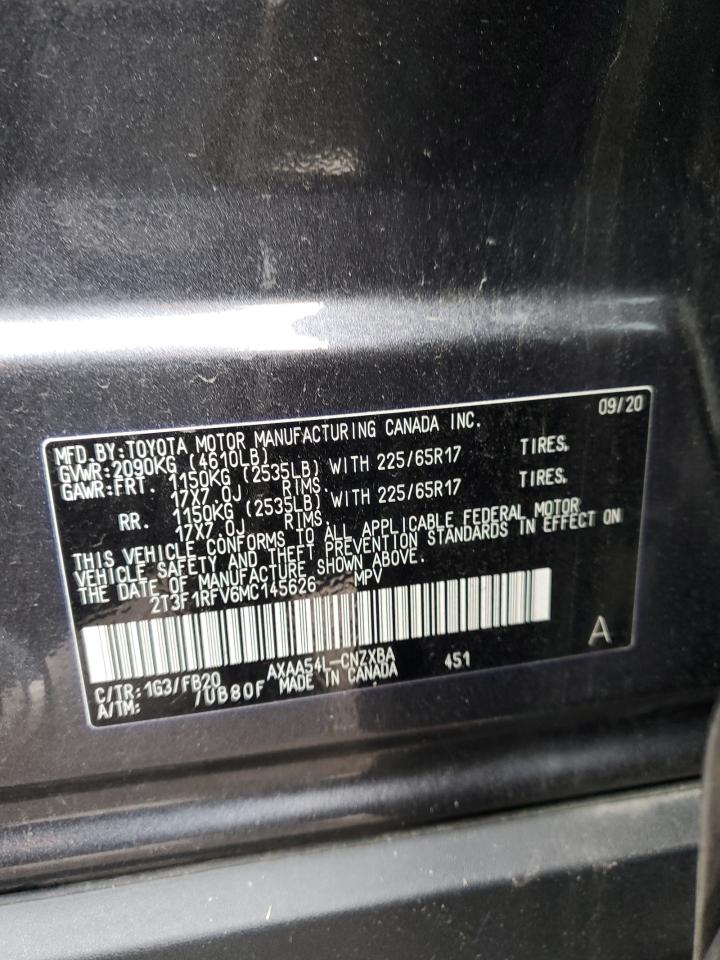 MFD.BY:TOYOTA MOTOR MANUFACTURING CANADA INC. 09/20
GVWR:2090KG (4610LB)
GAWR:FRT. 1150KG (2535LB) WITH 225/65R17 TIRES,
17X7.0J RIMS.
RR. 1150KG (2535LB) WITH 225/65R17 TIRES,
17X7.0J RIMS.
THIS VEHICLE CONFORMS TO ALL APPLICABLE FEDERAL MOTOR
VEHICLE SAFETY AND THEFT PREVENTION STANDARDS IN EFFECT ON
THE DATE OF MANUFACTURE SHOWN ABOVE.
2T3F1RFV6MC145626 MPV
A
C/TR:1G3/FB20 AXAA54L-CNZXBA 451
A/TM: /UB80F MADE IN CANADA